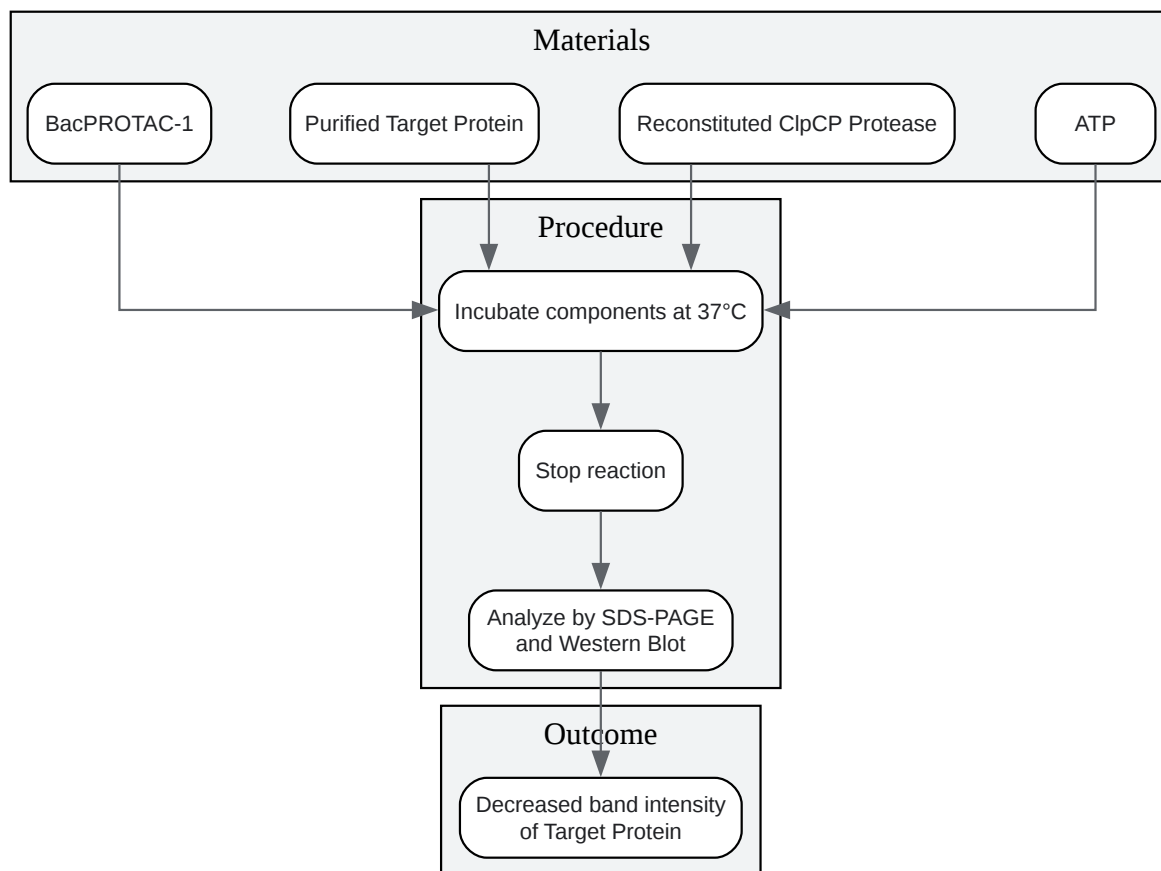 Materials
BacPROTAC-1
Purified Target Protein
Reconstituted ClpCP Protease
ATP
Procedure
Incubate components at 37°C
Stop reaction
Analyze by SDS-PAGE
and Western Blot
Outcome
Decreased band intensity
of Target Protein